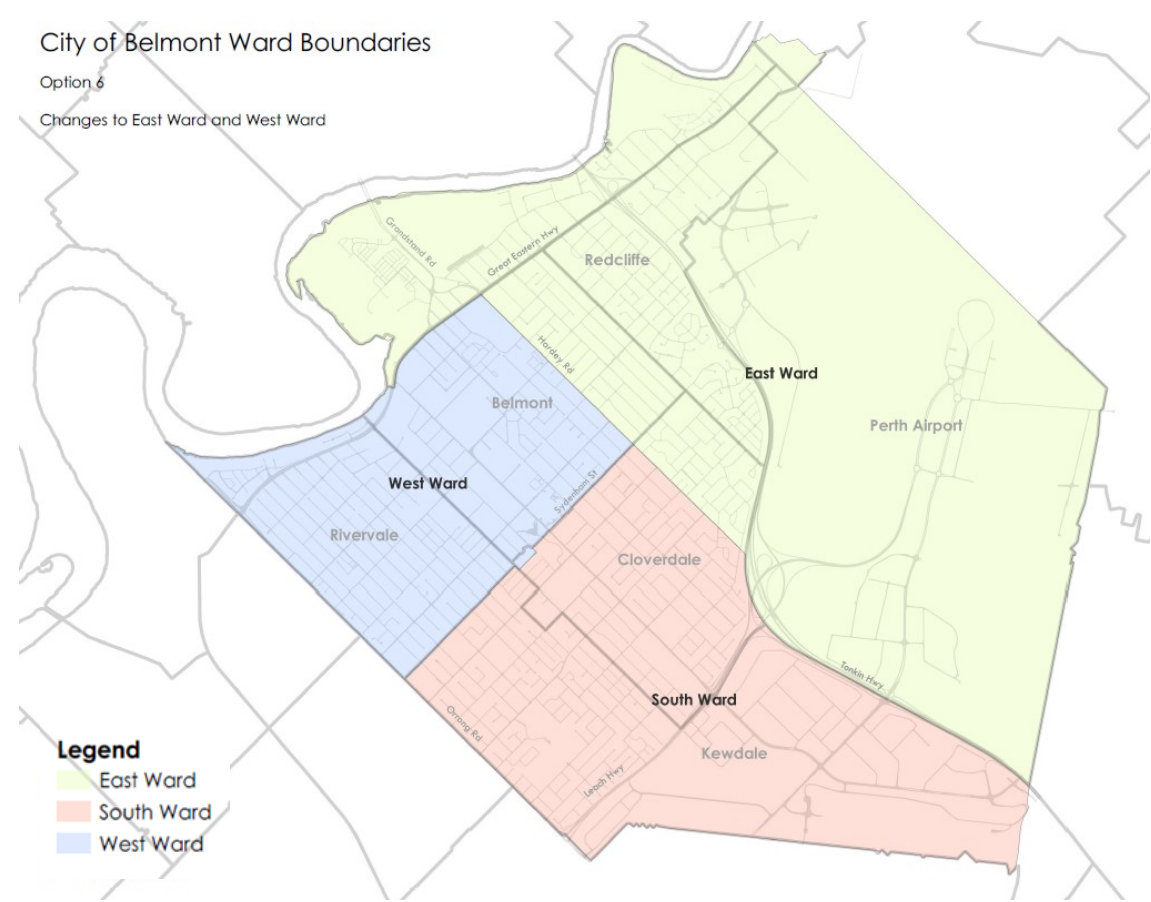 City of Belmont Ward Boundaries
Option 6
Changes to East Ward and West Ward
Grandstand Rd
Great Eastern Hwy
Redcliffe
Hardey Rd
East Ward
Belmont
Perth Airport
West Ward
Sydenham St
Rivervale
Cloverdale
Tonkin Hwy
South Ward
Orrong Rd
Kewdale
Leach Hwy
Legend
East Ward
South Ward
West Ward